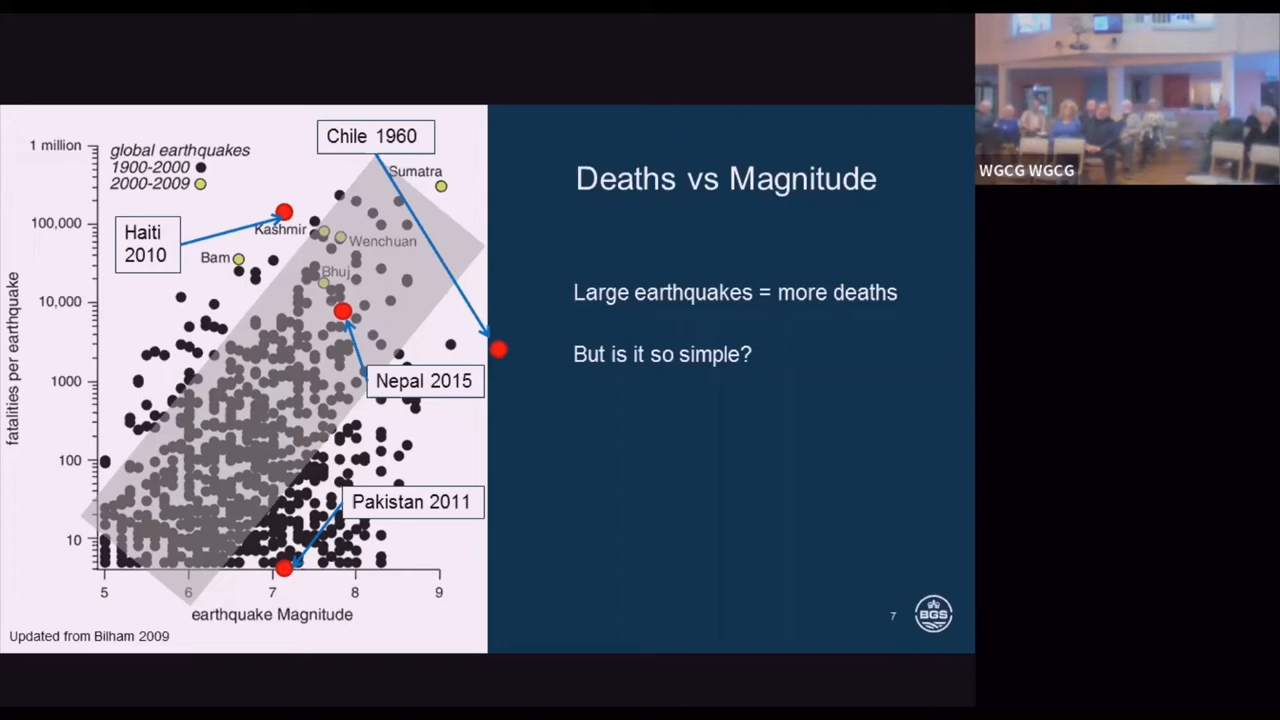 Deaths vs Magnitude
Large earthquakes = more deaths
But is it so simple?
global earthquakes
1900-2000
2000-2009
1 million
100,000
10,000
1000
100
10
fatalities per earthquake
5
6
7
8
9
earthquake Magnitude
Chile 1960
Sumatra
Haiti
2010
Kashmir
Wenchuan
Bam
Bhuj
Nepal 2015
Pakistan 2011
Updated from Bilham 2009
7
BGS
WGCG WGCG